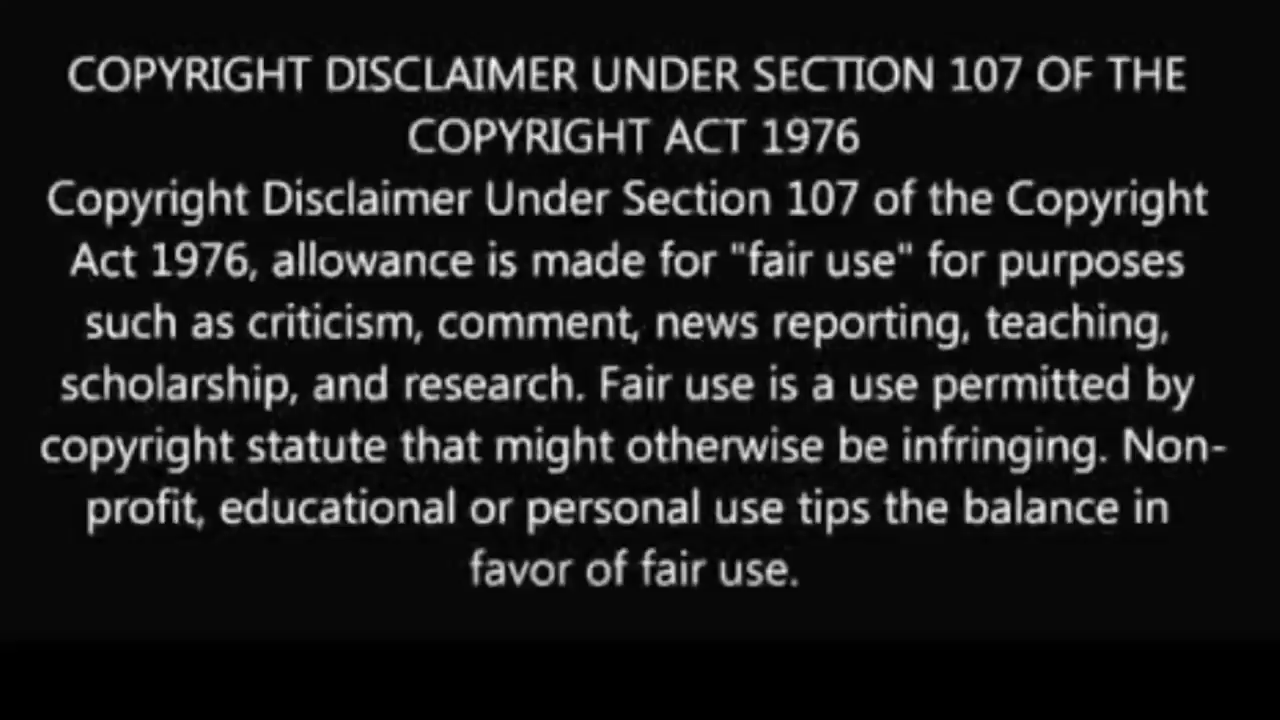 COPYRIGHT DISCLAIMER UNDER SECTION 107 OF THE
COPYRIGHT ACT 1976
Copyright Disclaimer Under Section 107 of the Copyright
Act 1976, allowance is made for "fair use" for purposes
such as criticism, comment, news reporting, teaching,
scholarship, and research. Fair use is a use permitted by
copyright statute that might otherwise be infringing. Non-
profit, educational or personal use tips the balance in
favor of fair use.